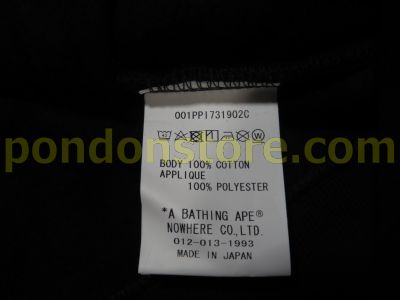 001PPI731902C
pondonstore.com
BODY 100% COTTON
APPLIQUE
100% POLYESTER
*A BATHING APE®
NOWHERE CO.,LTD.
012-013-1993
MADE IN JAPAN